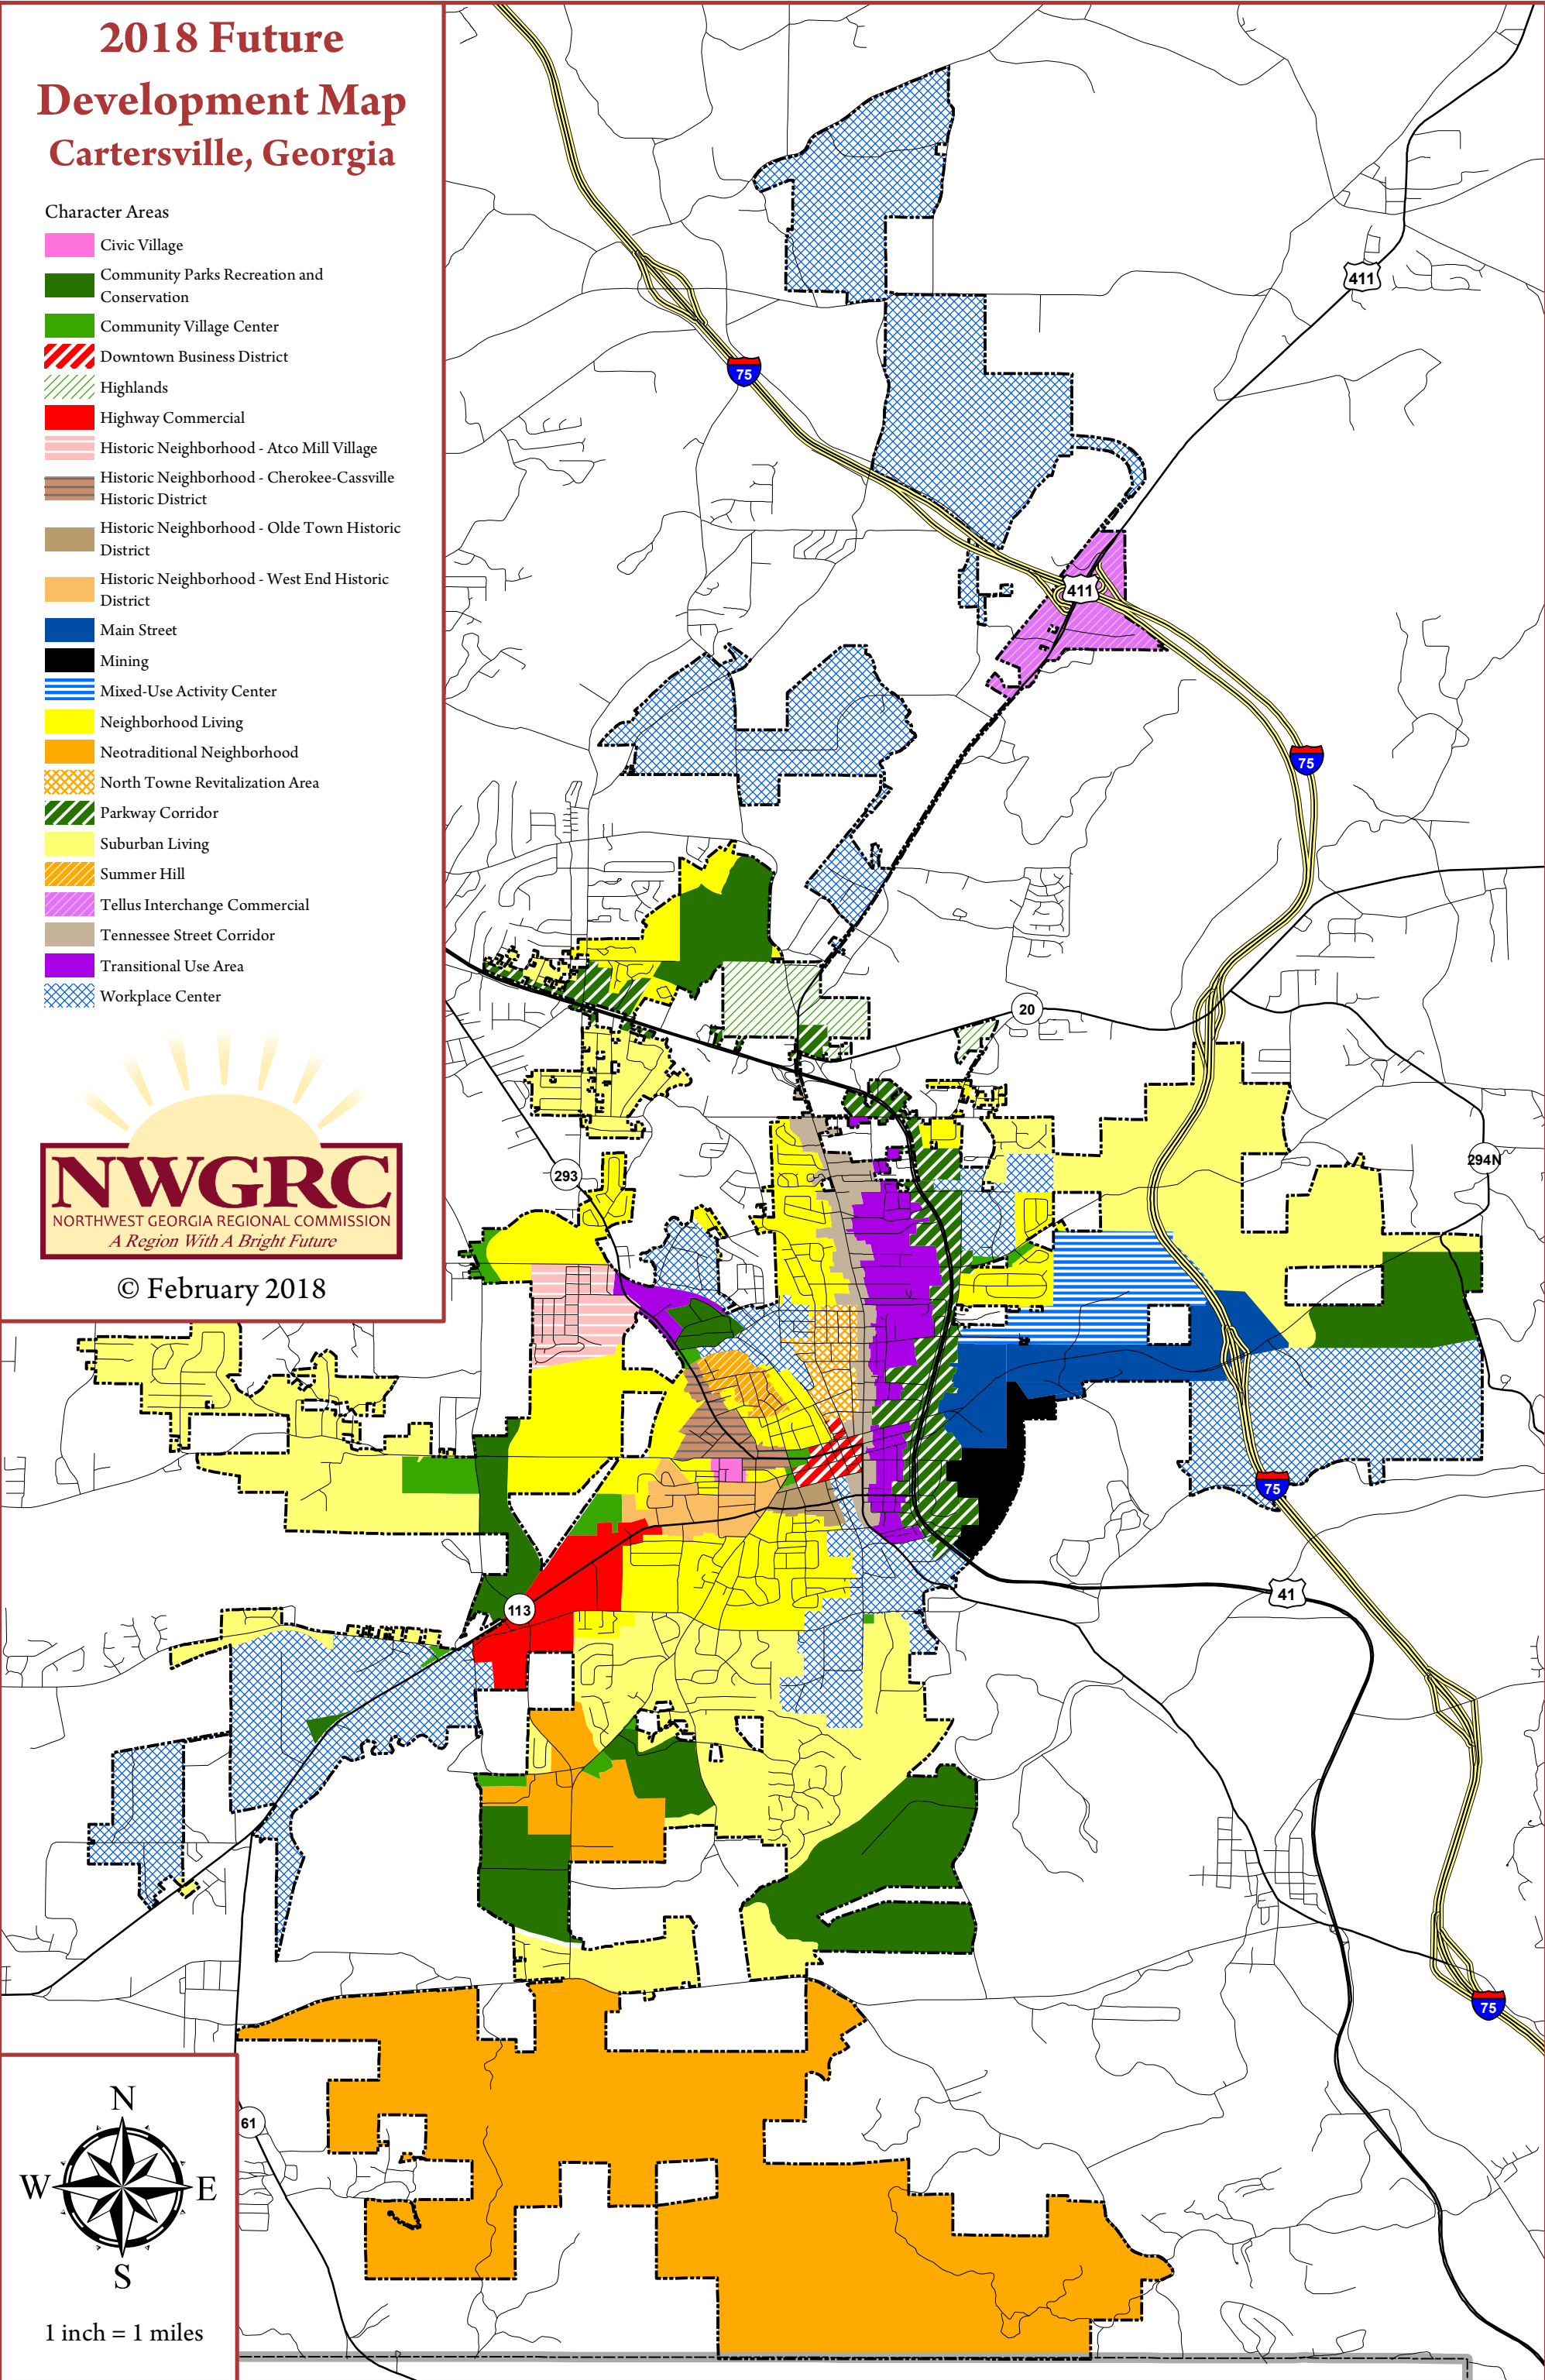 2018 Future
Development Map
Cartersville, Georgia
Character Areas
Civic Village
Community Parks Recreation and
Conservation
Community Village Center
Downtown Business District
Highlands
Highway Commercial
Historic Neighborhood - Atco Mill Village
Historic Neighborhood - Cherokee-Cassville
Historic District
Historic Neighborhood - Olde Town Historic
District
Historic Neighborhood - West End Historic
District
Main Street
Mining
Mixed-Use Activity Center
Neighborhood Living
Neotraditional Neighborhood
North Towne Revitalization Area
Parkway Corridor
Suburban Living
Summer Hill
Tellus Interchange Commercial
Tennessee Street Corridor
Transitional Use Area
Workplace Center
NWGRC
NORTHWEST GEORGIA REGIONAL COMMISSION
A Region With A Bright Future
© February 2018
411
75
411
75
20
294N
293
75
41
113
75
61
N
W E
S
1 inch = 1 miles